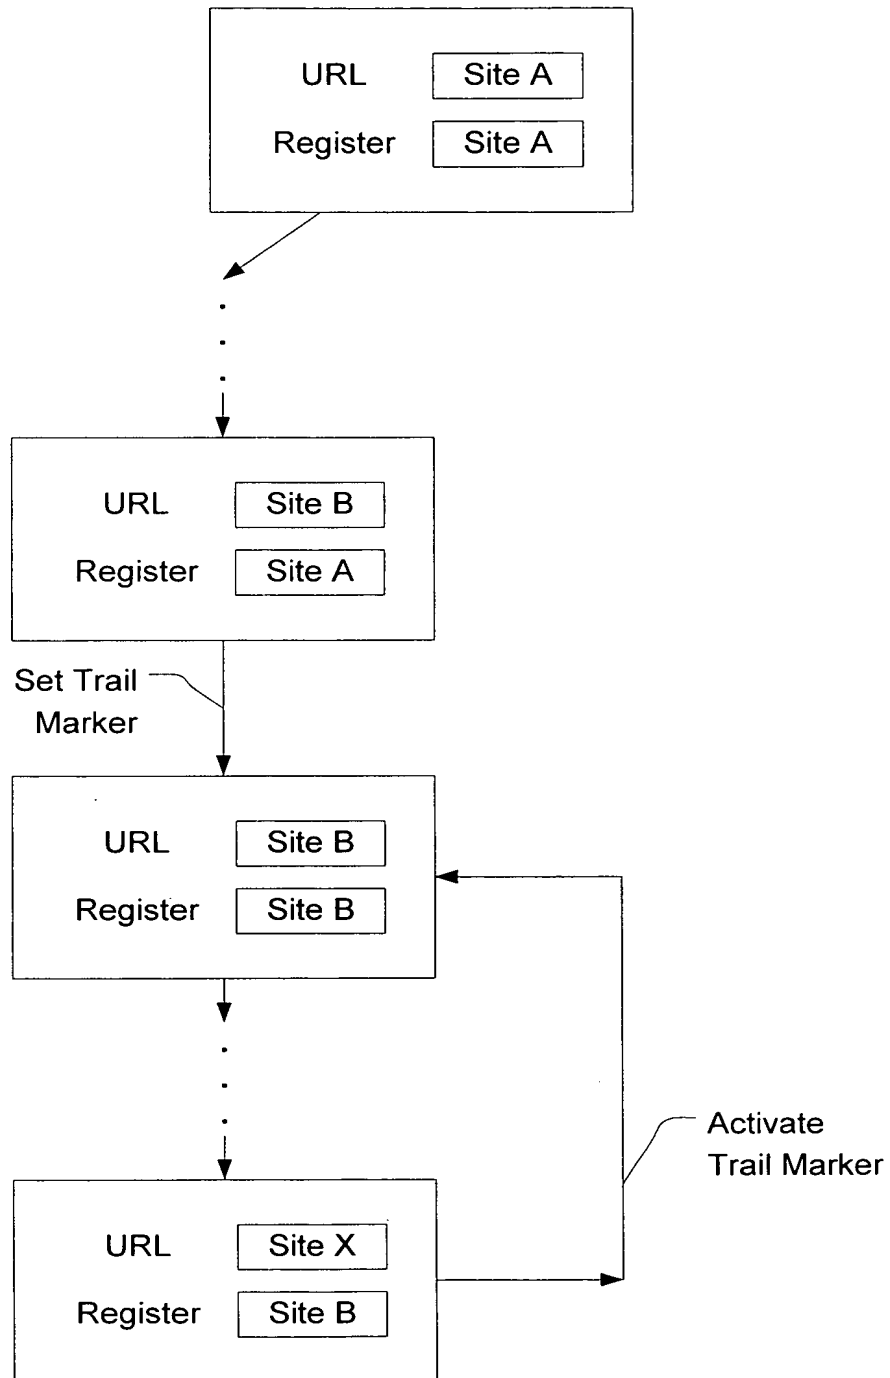 URL Site A
Register Site A
URL Site B
Register Site A
Set Trail
Marker
URL Site B
Register Site B
Activate
Trail Marker
URL Site X
Register Site B